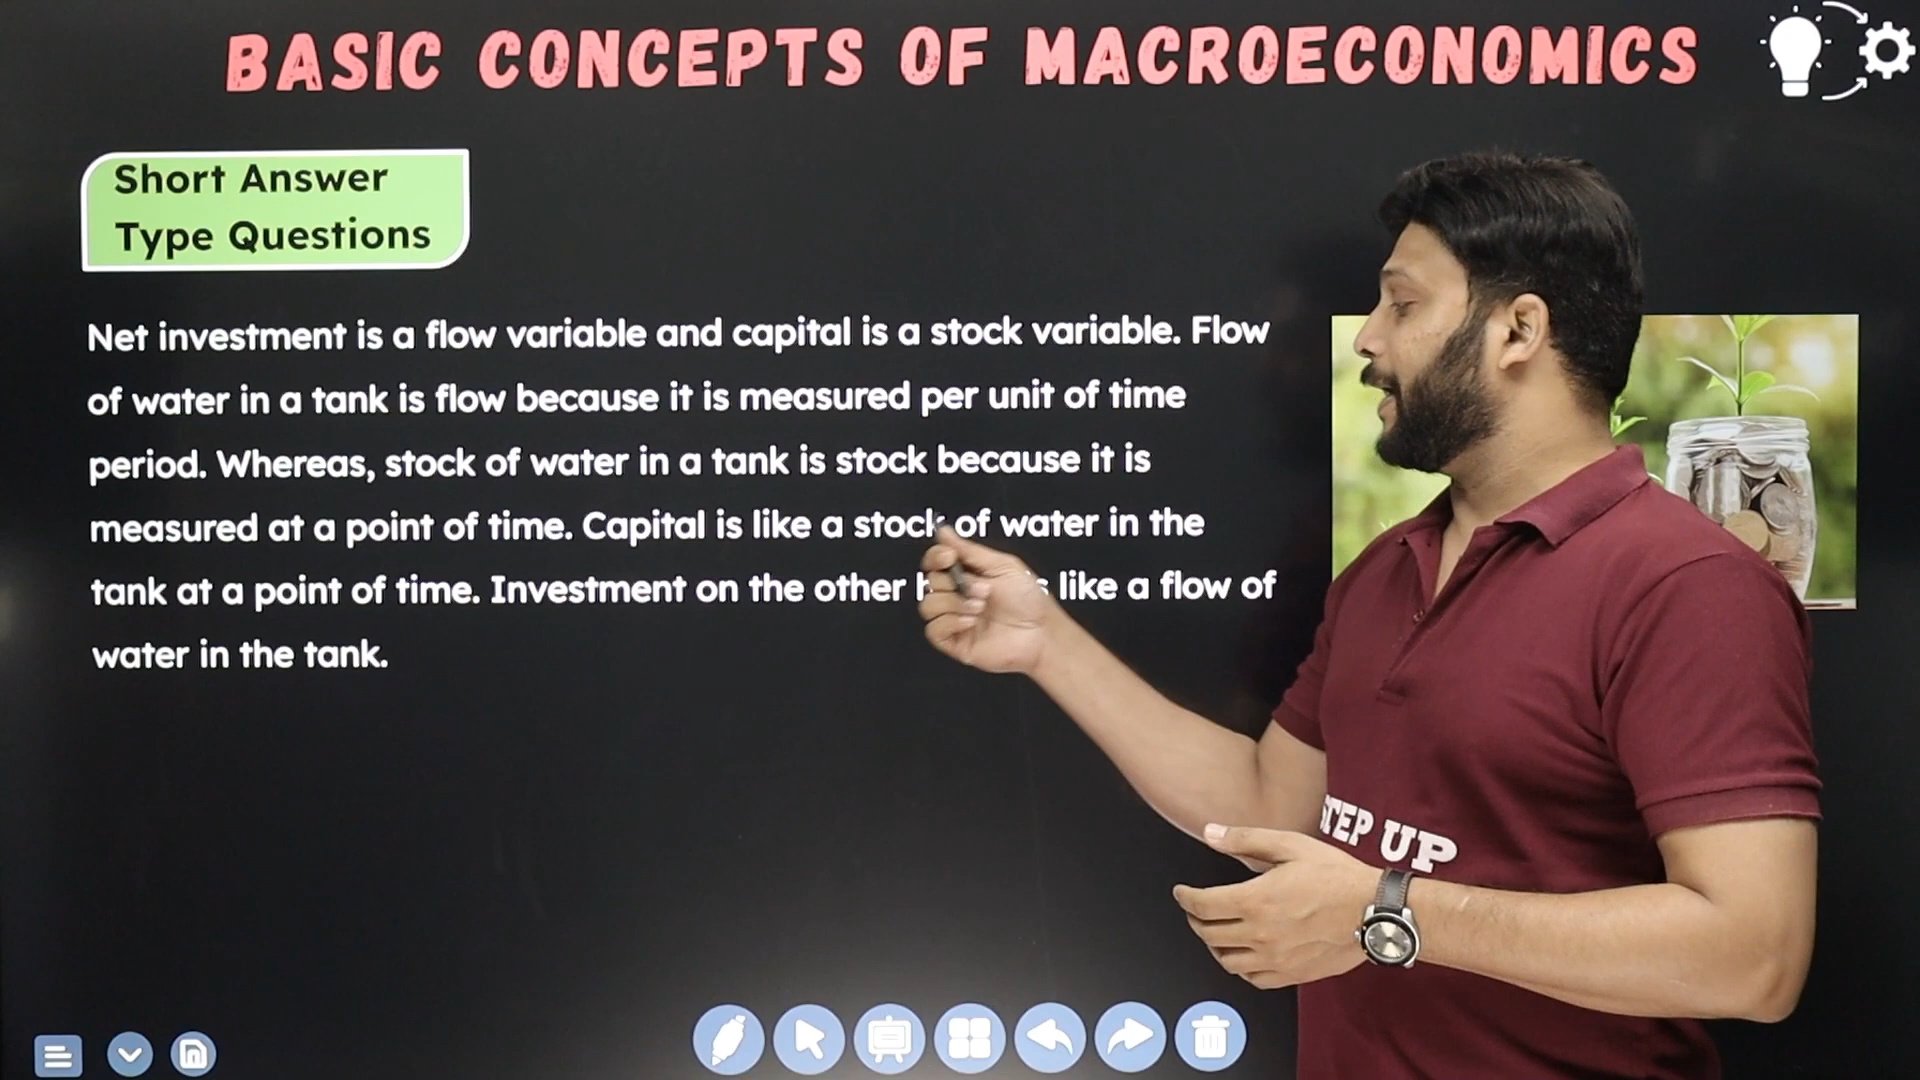 BASIC CONCEPTS OF MACROECONOMICS
Short Answer
Type Questions
Net investment is a flow variable and capital is a stock variable. Flow
of water in a tank is flow because it is measured per unit of time
period. Whereas, stock of water in a tank is stock because it is
measured at a point of time. Capital is like a stock of water in the
tank at a point of time. Investment on the other like a flow of
water in the tank.
STEP UP